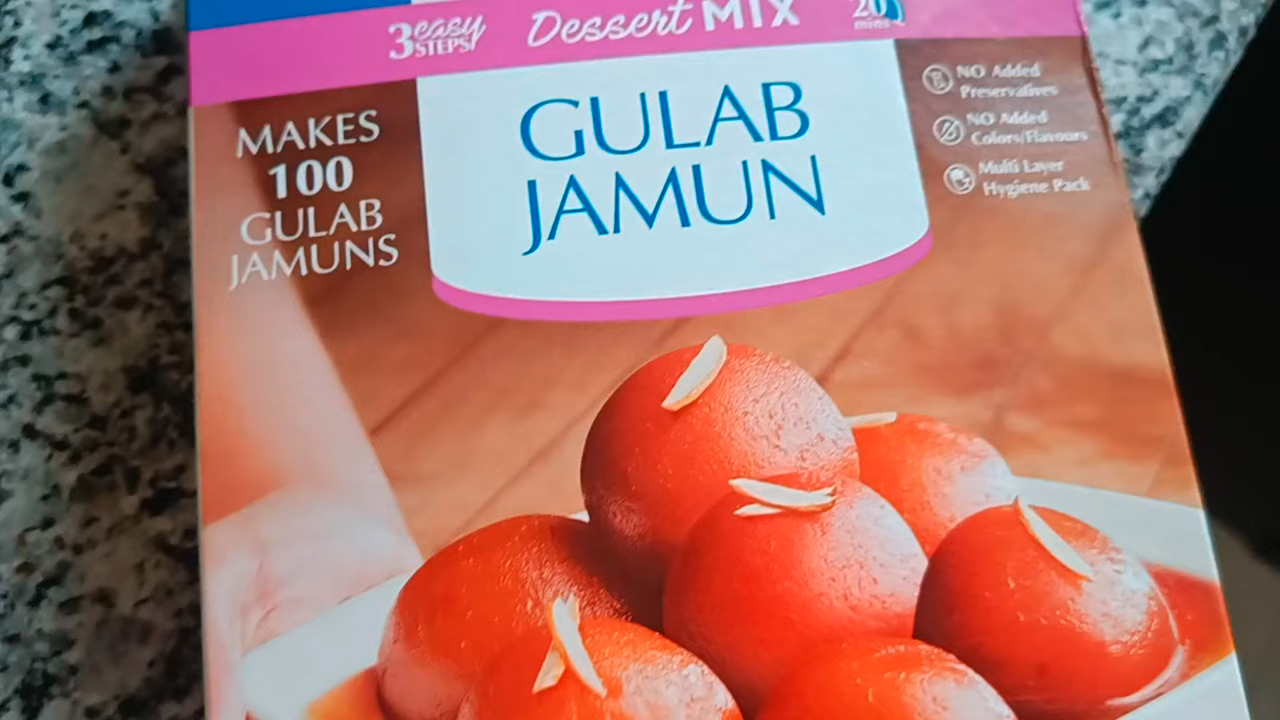 3 easy STEPS!
Dessert MIX
20 mins
MAKES
100
GULAB
JAMUNS
GULAB
JAMUN
NO Added
Preservatives
NO Added
Colors/Flavours
Multi Layer
Hygiene Pack